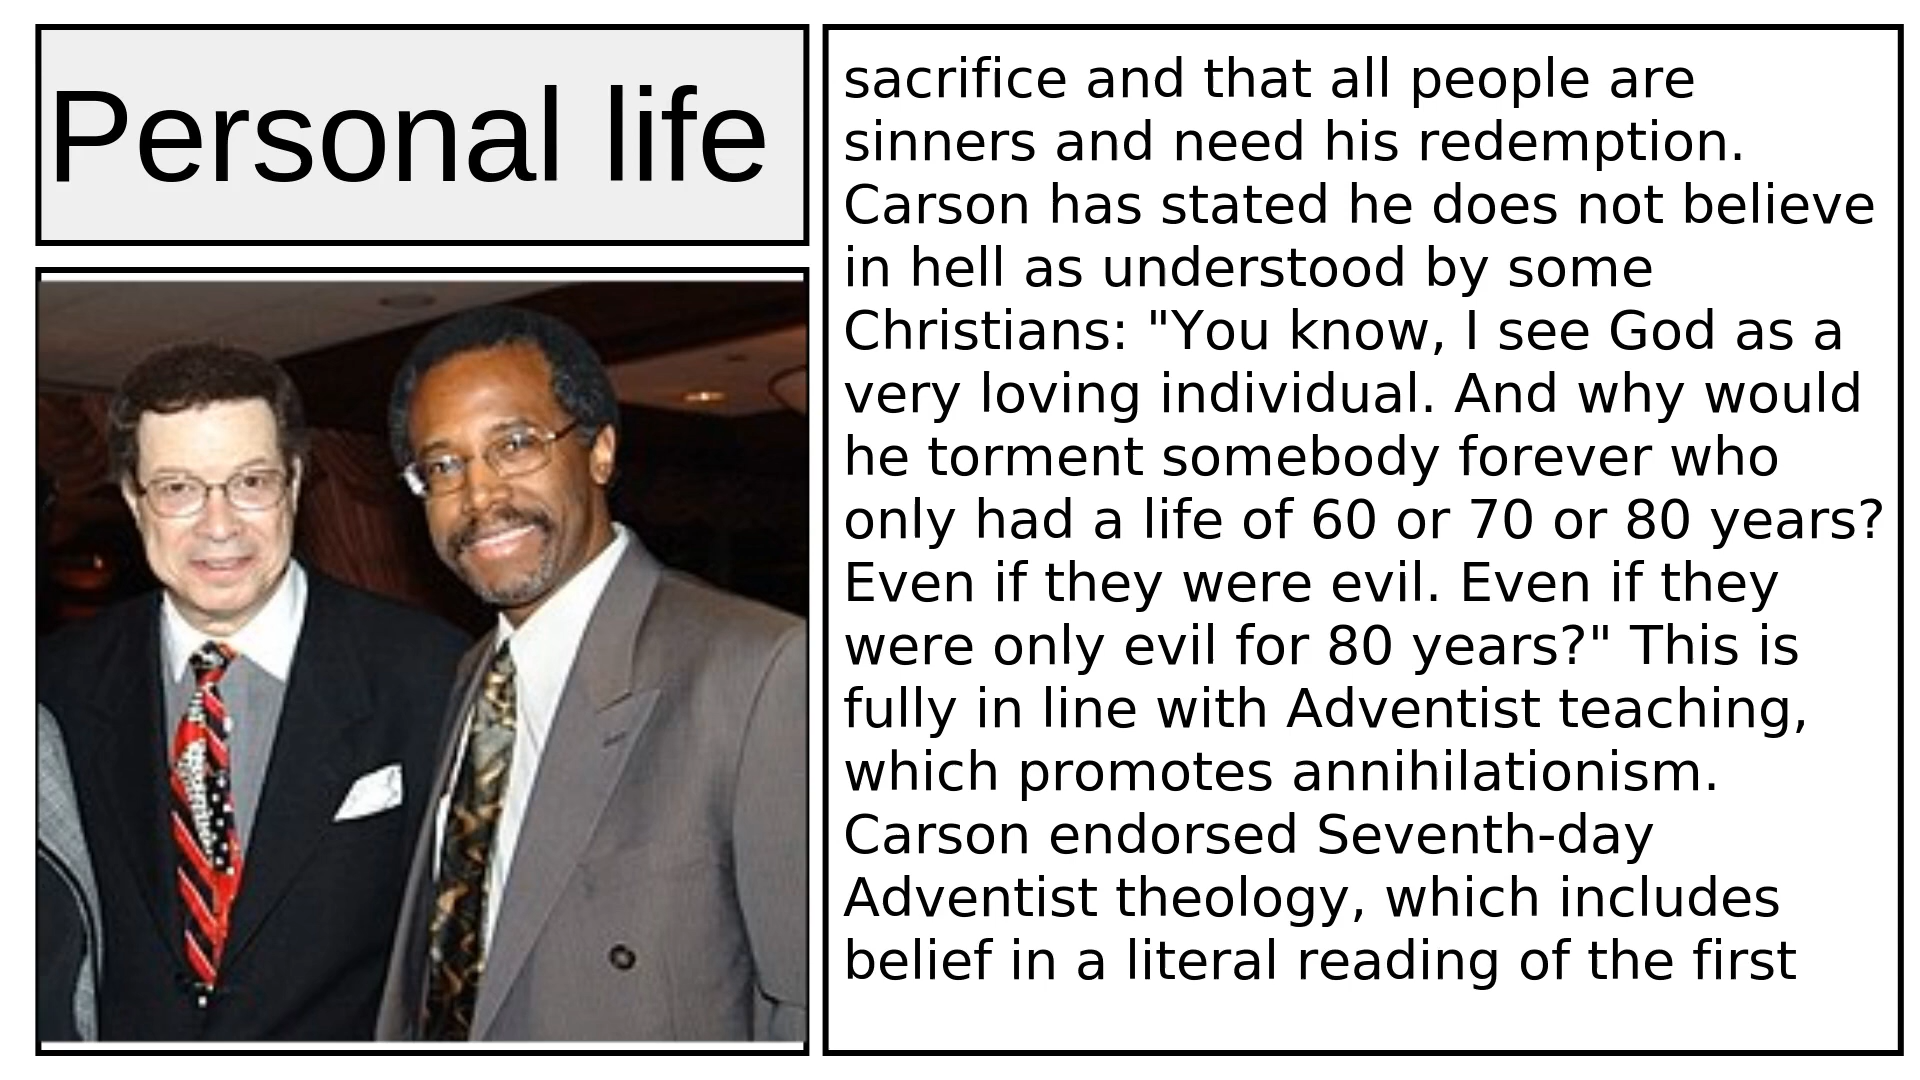 Personal life
sacrifice and that all people are
sinners and need his redemption.
Carson has stated he does not believe
in hell as understood by some
Christians: "You know, I see God as a
very loving individual. And why would
he torment somebody forever who
only had a life of 60 or 70 or 80 years?
Even if they were evil. Even if they
were only evil for 80 years?" This is
fully in line with Adventist teaching,
which promotes annihilationism.
Carson endorsed Seventh-day
Adventist theology, which includes
belief in a literal reading of the first